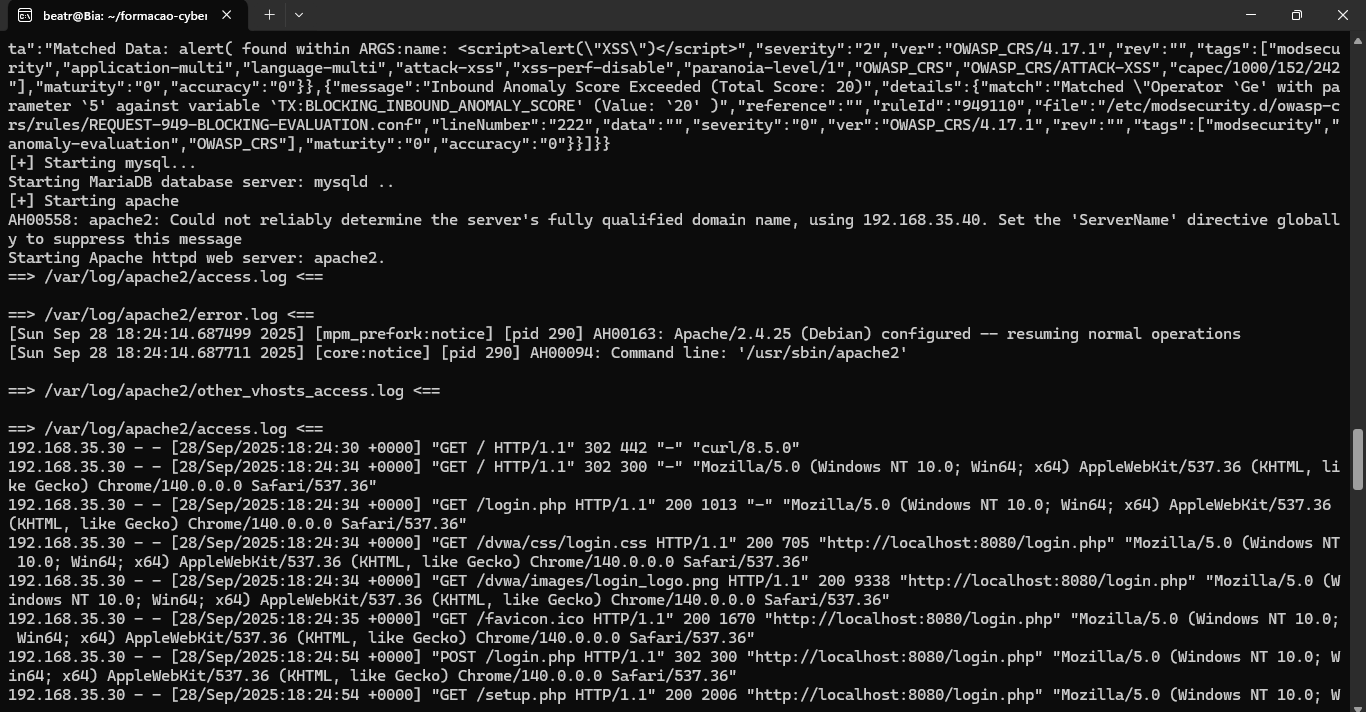 beatr@Bia: ~/formacao-cyber
ta":"Matched Data: alert( found within ARGS:name: <script>alert(\"XSS\")</script>","severity":"2","ver":"OWASP_CRS/4.17.1","rev":"","tags":["modsecu
rity","application-multi","language-multi","attack-xss","xss-perf-disable","paranoia-level/1","OWASP_CRS","OWASP_CRS/ATTACK-XSS","capec/1000/152/242
"],"maturity":"0","accuracy":"0"}},{"message":"Inbound Anomaly Score Exceeded (Total Score: 20)","details":{"match":"Matched \"Operator `Ge' with pa
rameter `5' against variable `TX:BLOCKING_INBOUND_ANOMALY_SCORE' (Value: `20' )","reference":"","ruleId":"949110","file":"/etc/modsecurity.d/owasp-c
rs/rules/REQUEST-949-BLOCKING-EVALUATION.conf","lineNumber":"222","data":"","severity":"0","ver":"OWASP_CRS/4.17.1","rev":"","tags":["modsecurity","
anomaly-evaluation","OWASP_CRS"],"maturity":"0","accuracy":"0"}}]}}
[+] Starting mysql...
Starting MariaDB database server: mysqld ..
[+] Starting apache
AH00558: apache2: Could not reliably determine the server's fully qualified domain name, using 192.168.35.40. Set the 'ServerName' directive globall
y to suppress this message
Starting Apache httpd web server: apache2.
==> /var/log/apache2/access.log <==
==> /var/log/apache2/error.log <==
[Sun Sep 28 18:24:14.687499 2025] [mpm_prefork:notice] [pid 290] AH00163: Apache/2.4.25 (Debian) configured -- resuming normal operations
[Sun Sep 28 18:24:14.687711 2025] [core:notice] [pid 290] AH00094: Command line: '/usr/sbin/apache2'
==> /var/log/apache2/other_vhosts_access.log <==
==> /var/log/apache2/access.log <==
192.168.35.30 - - [28/Sep/2025:18:24:30 +0000] "GET / HTTP/1.1" 302 442 "-" "curl/8.5.0"
192.168.35.30 - - [28/Sep/2025:18:24:34 +0000] "GET / HTTP/1.1" 302 300 "-" "Mozilla/5.0 (Windows NT 10.0; Win64; x64) AppleWebKit/537.36 (KHTML, li
ke Gecko) Chrome/140.0.0.0 Safari/537.36"
192.168.35.30 - - [28/Sep/2025:18:24:34 +0000] "GET /login.php HTTP/1.1" 200 1013 "-" "Mozilla/5.0 (Windows NT 10.0; Win64; x64) AppleWebKit/537.36
(KHTML, like Gecko) Chrome/140.0.0.0 Safari/537.36"
192.168.35.30 - - [28/Sep/2025:18:24:34 +0000] "GET /dvwa/css/login.css HTTP/1.1" 200 705 "http://localhost:8080/login.php" "Mozilla/5.0 (Windows NT
10.0; Win64; x64) AppleWebKit/537.36 (KHTML, like Gecko) Chrome/140.0.0.0 Safari/537.36"
192.168.35.30 - - [28/Sep/2025:18:24:34 +0000] "GET /dvwa/images/login_logo.png HTTP/1.1" 200 9338 "http://localhost:8080/login.php" "Mozilla/5.0 (W
indows NT 10.0; Win64; x64) AppleWebKit/537.36 (KHTML, like Gecko) Chrome/140.0.0.0 Safari/537.36"
192.168.35.30 - - [28/Sep/2025:18:24:35 +0000] "GET /favicon.ico HTTP/1.1" 200 1670 "http://localhost:8080/login.php" "Mozilla/5.0 (Windows NT 10.0;
Win64; x64) AppleWebKit/537.36 (KHTML, like Gecko) Chrome/140.0.0.0 Safari/537.36"
192.168.35.30 - - [28/Sep/2025:18:24:54 +0000] "POST /login.php HTTP/1.1" 302 300 "http://localhost:8080/login.php" "Mozilla/5.0 (Windows NT 10.0; W
in64; x64) AppleWebKit/537.36 (KHTML, like Gecko) Chrome/140.0.0.0 Safari/537.36"
192.168.35.30 - - [28/Sep/2025:18:24:54 +0000] "GET /setup.php HTTP/1.1" 200 2006 "http://localhost:8080/login.php" "Mozilla/5.0 (Windows NT 10.0; W